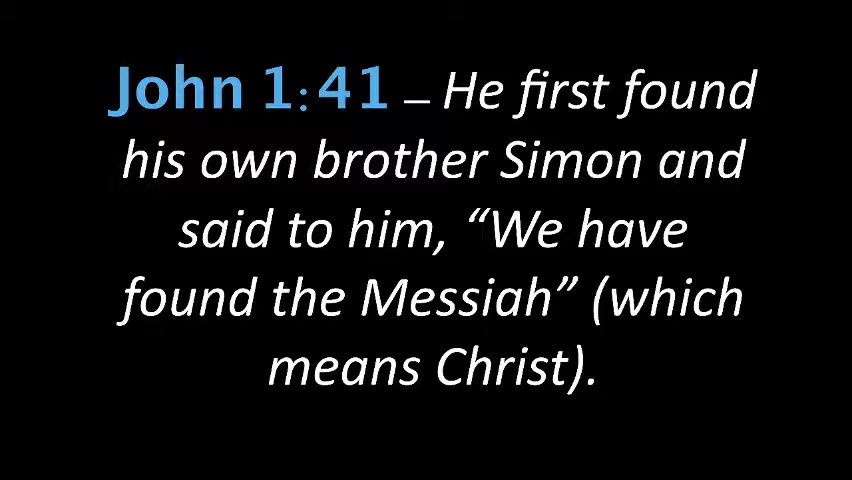 John 1:41 – He first found
his own brother Simon and
said to him, “We have
found the Messiah” (which
means Christ).